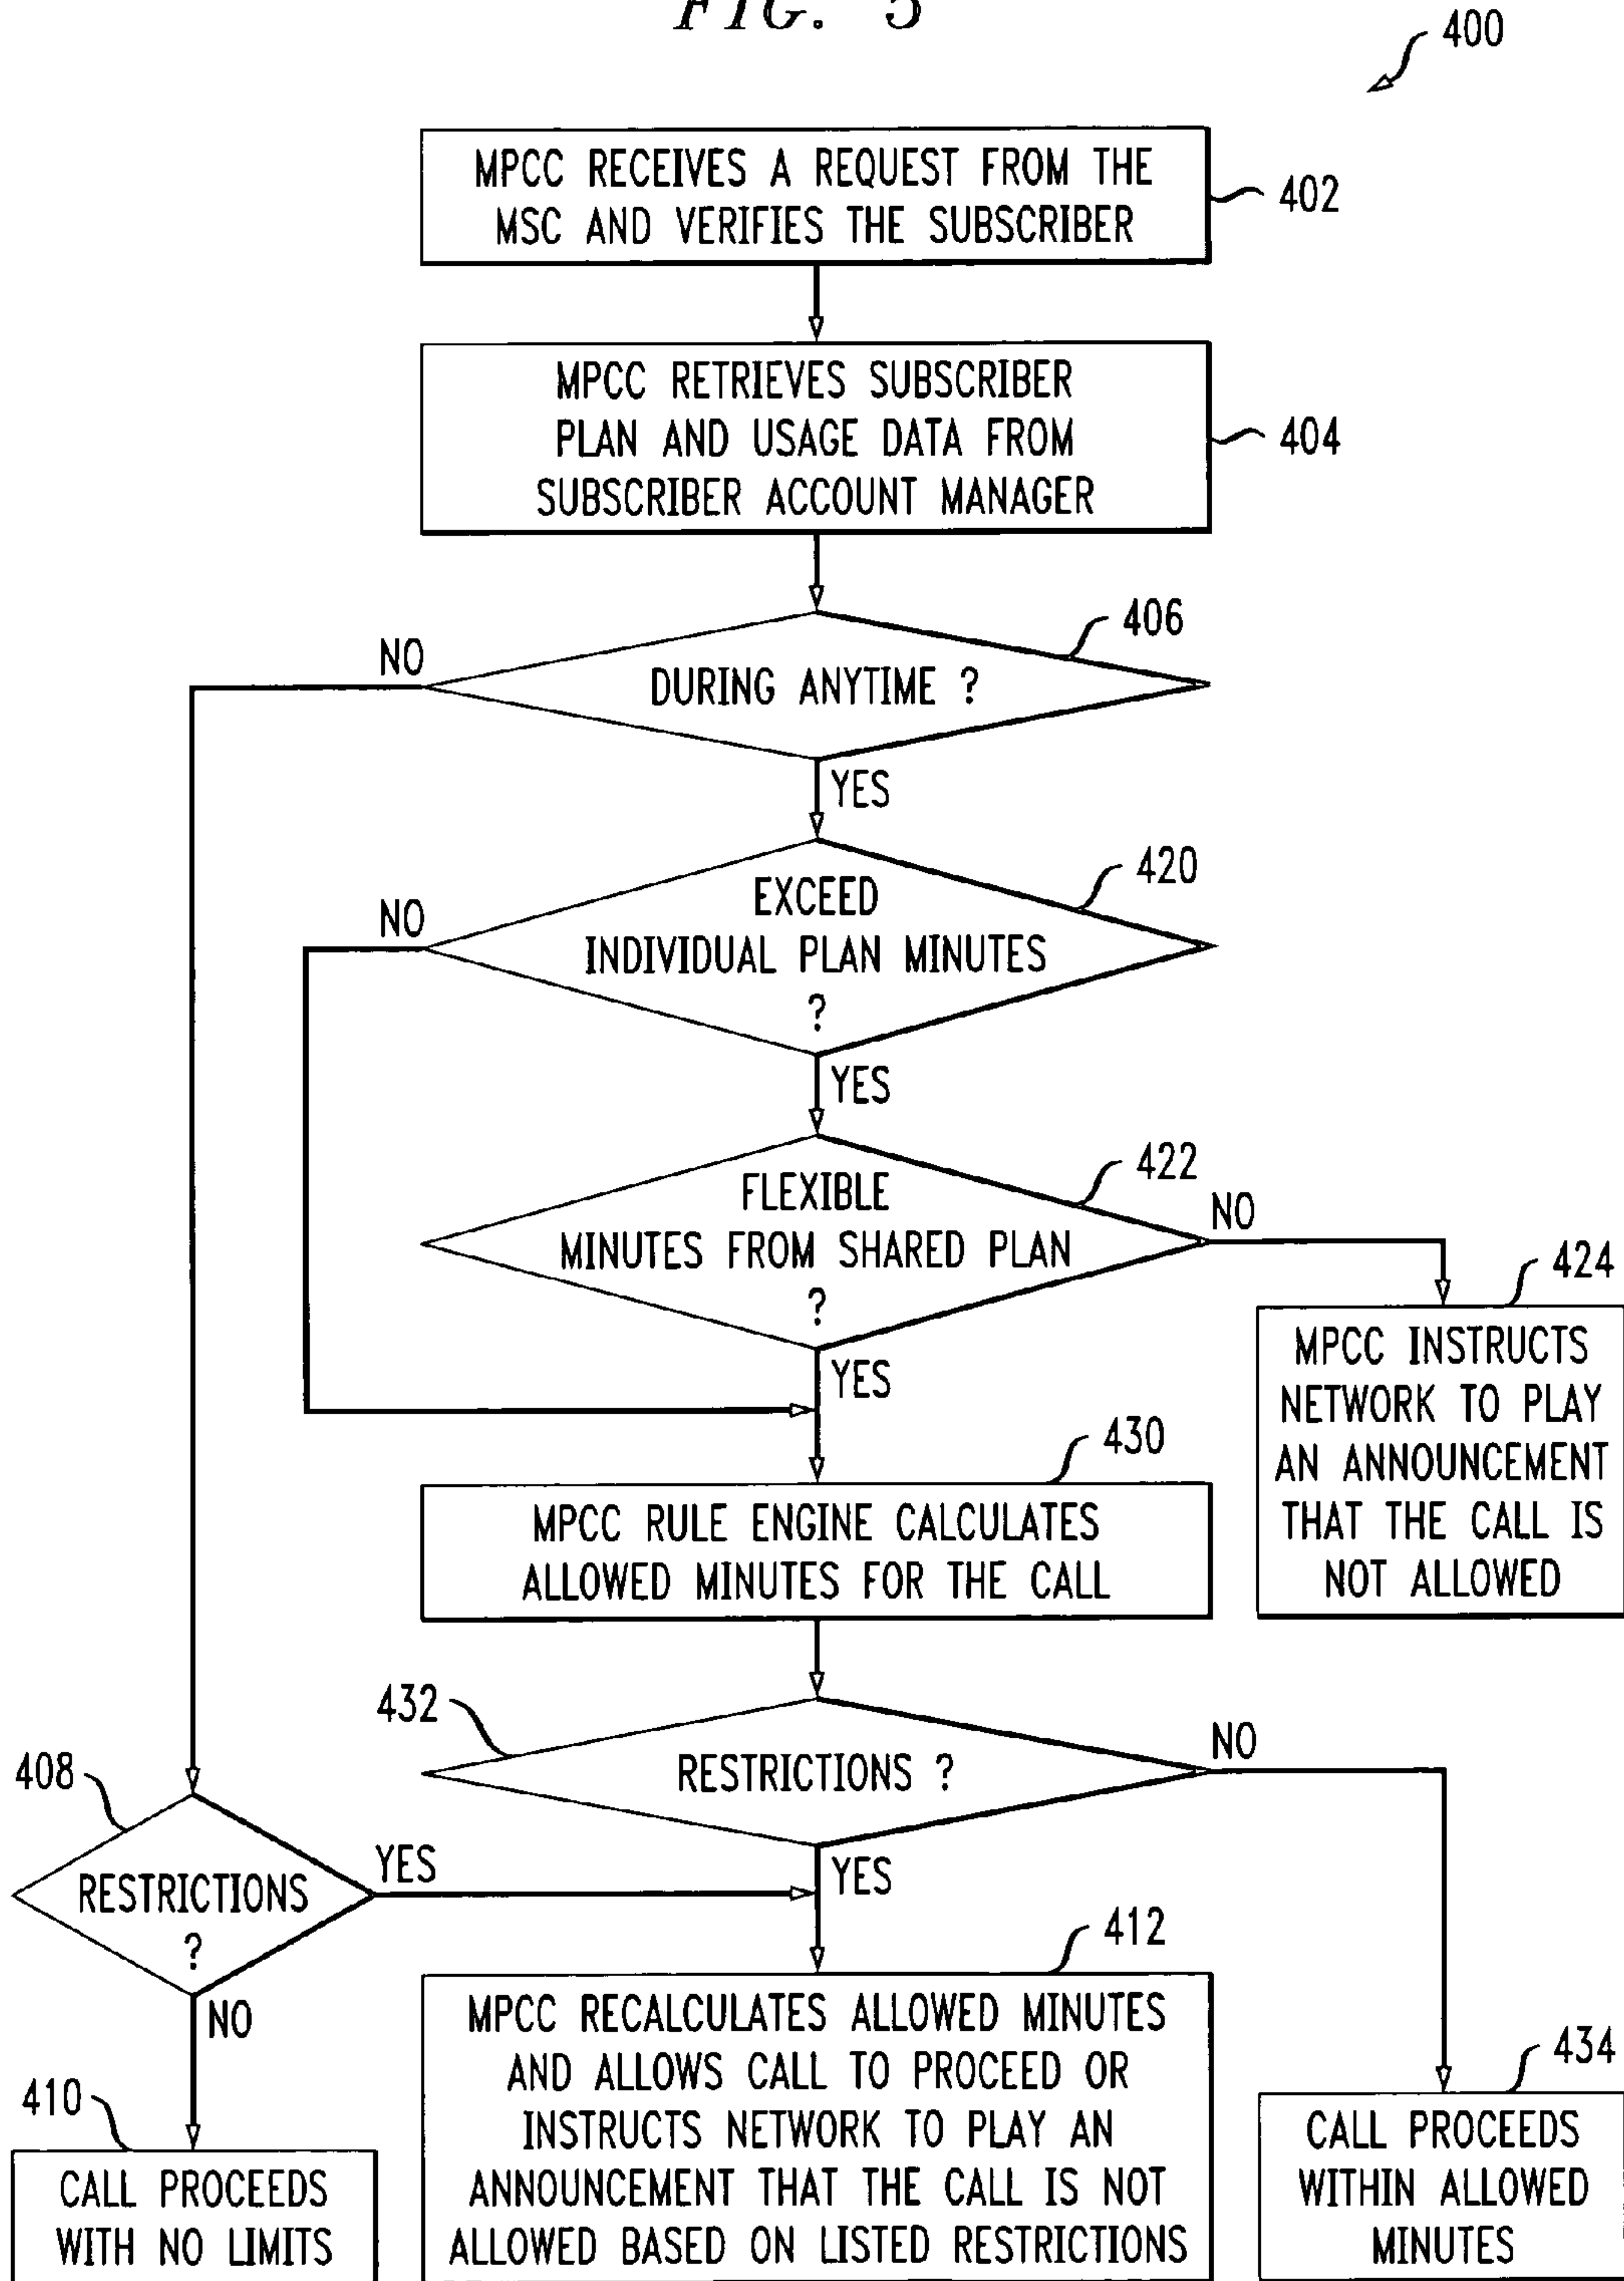 FIG. 5
400
MPCC RECEIVES A REQUEST FROM THE
MSC AND VERIFIES THE SUBSCRIBER
402
MPCC RETRIEVES SUBSCRIBER
PLAN AND USAGE DATA FROM
SUBSCRIBER ACCOUNT MANAGER
404
406
NO
DURING ANYTIME ?
YES
420
NO
EXCEED
INDIVIDUAL PLAN MINUTES
?
YES
422
FLEXIBLE
MINUTES FROM SHARED PLAN
?
NO
YES
424
MPCC INSTRUCTS
NETWORK TO PLAY
AN ANNOUNCEMENT
THAT THE CALL IS
NOT ALLOWED
430
MPCC RULE ENGINE CALCULATES
ALLOWED MINUTES FOR THE CALL
432
RESTRICTIONS ?
NO
YES
408
RESTRICTIONS
?
YES
NO
412
MPCC RECALCULATES ALLOWED MINUTES
AND ALLOWS CALL TO PROCEED OR
INSTRUCTS NETWORK TO PLAY AN
ANNOUNCEMENT THAT THE CALL IS NOT
ALLOWED BASED ON LISTED RESTRICTIONS
410
CALL PROCEEDS
WITH NO LIMITS
434
CALL PROCEEDS
WITHIN ALLOWED
MINUTES